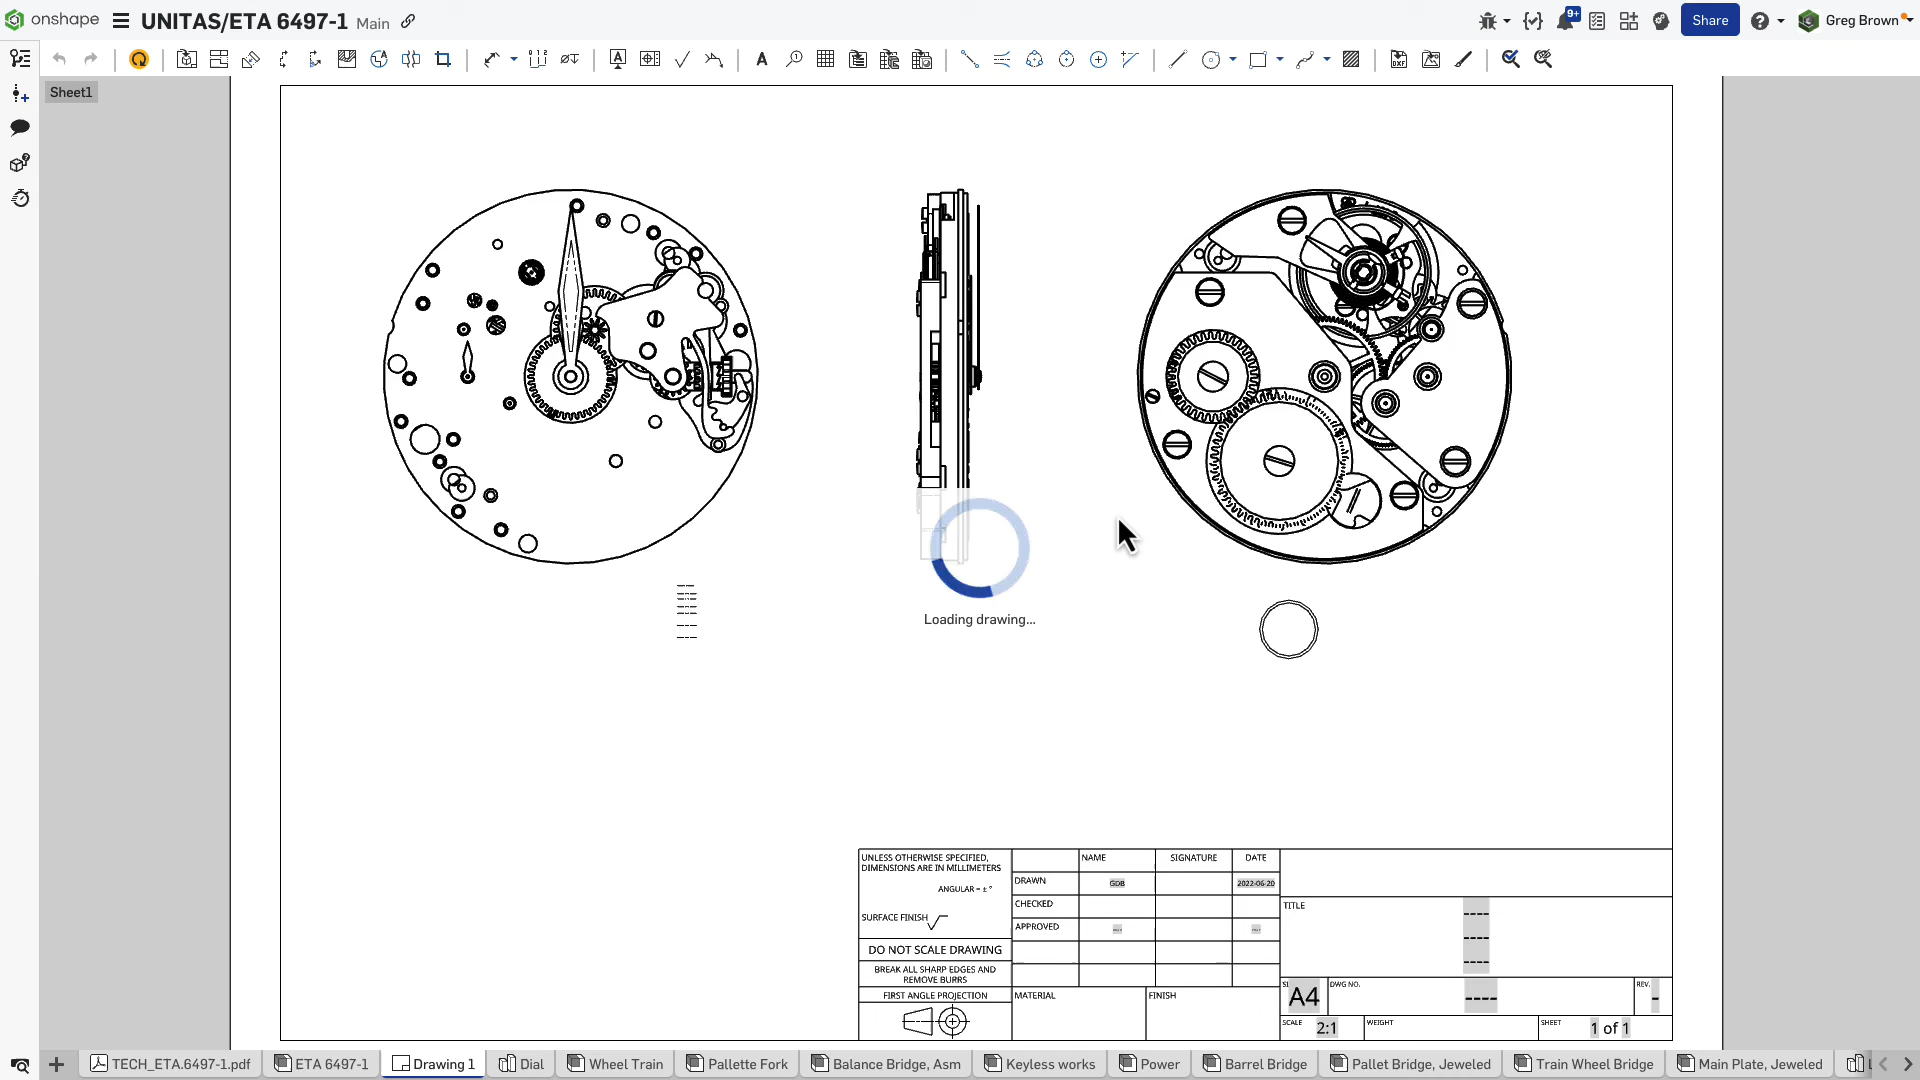 onshape
UNITAS/ETA 6497-1 Main
9+
Share
Greg Brown
Sheet1
Loading drawing...
UNLESS OTHERWISE SPECIFIED,
DIMENSIONS ARE IN MILLIMETERS
ANGULAR = ± °
SURFACE FINISH
DO NOT SCALE DRAWING
BREAK ALL SHARP EDGES AND
REMOVE BURRS
FIRST ANGLE PROJECTION
NAME SIGNATURE DATE
DRAWN GDB 2022-06-20
CHECKED
APPROVED
MATERIAL FINISH
TITLE
----
----
----
A4 DWG NO. ---- REV. -
SCALE 2:1 WEIGHT SHEET 1 of 1
TECH_ETA.6497-1.pdf ETA 6497-1 Drawing 1 Dial Wheel Train Pallette Fork Balance Bridge, Asm Keyless works Power Barrel Bridge Pallet Bridge, Jeweled Train Wheel Bridge Main Plate, Jeweled